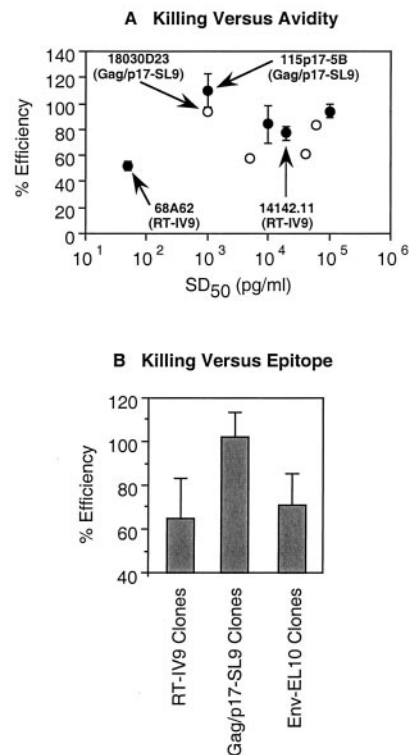 A Killing Versus Avidity
18030D23
(Gag/p17-SL9)
115p17-5B
(Gag/p17-SL9)
% Efficiency
140
120
100
80
60
40
20
0
68A62
(RT-IV9)
14142.11
(RT-IV9)
10^1 10^2 10^3 10^4 10^5 10^6
SD50 (pg/ml)
B Killing Versus Epitope
% Efficiency
120
100
80
60
40
RT-IV9 Clones
Gag/p17-SL9 Clones
Env-EL10 Clones